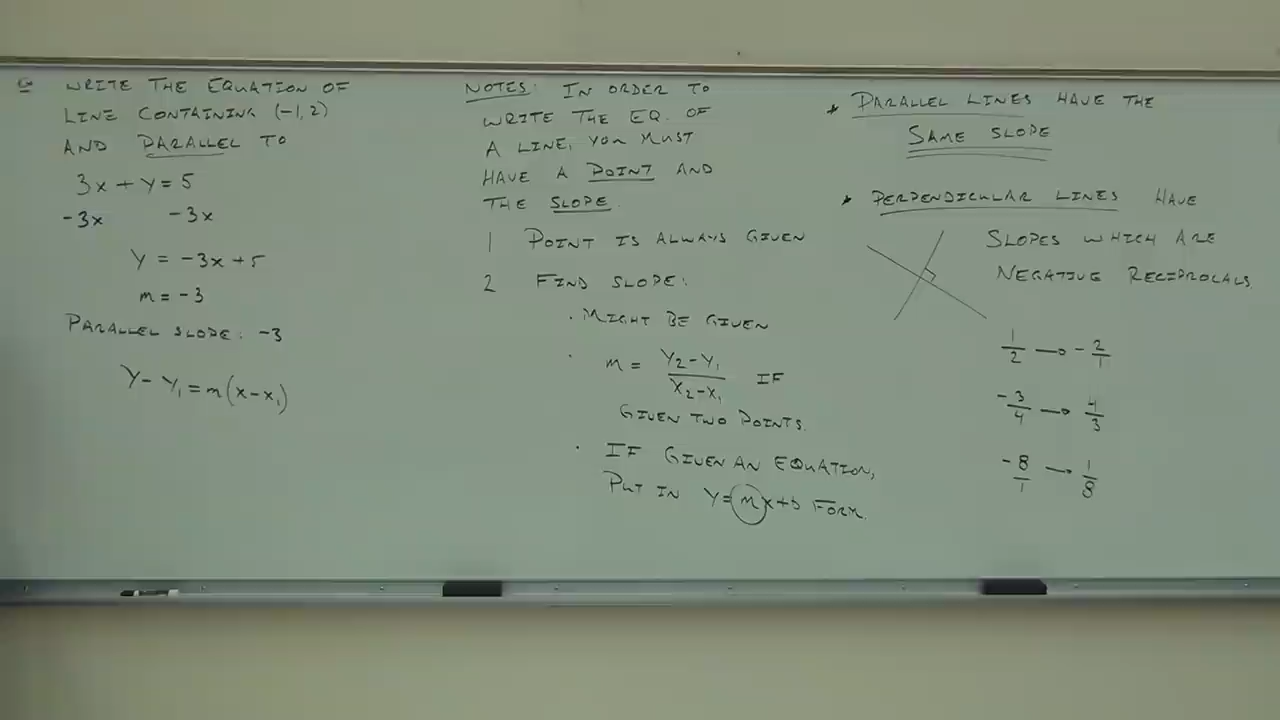 Ex WRITE THE EQUATION OF
LINE CONTAINING (-1,2)
AND PARALLEL TO
3x + y = 5
-3x -3x
y = -3x + 5
m = -3
PARALLEL SLOPE: -3
y - y₁ = m(x - x₁)
NOTES: IN ORDER TO
WRITE THE EQ. OF
A LINE, YOU MUST
HAVE A POINT AND
THE SLOPE.
1 POINT IS ALWAYS GIVEN
2 FIND SLOPE:
· MIGHT BE GIVEN
· m = (y₂ - y₁)/(x₂ - x₁) IF
GIVEN TWO POINTS.
· IF GIVEN AN EQUATION,
PUT IN y = mx + b FORM.
* PARALLEL LINES HAVE THE
SAME SLOPE
* PERPENDICULAR LINES HAVE
SLOPES WHICH ARE
NEGATIVE RECIPROCALS.
1/2 → -2/1
-3/4 → 4/3
-8/1 → 1/8